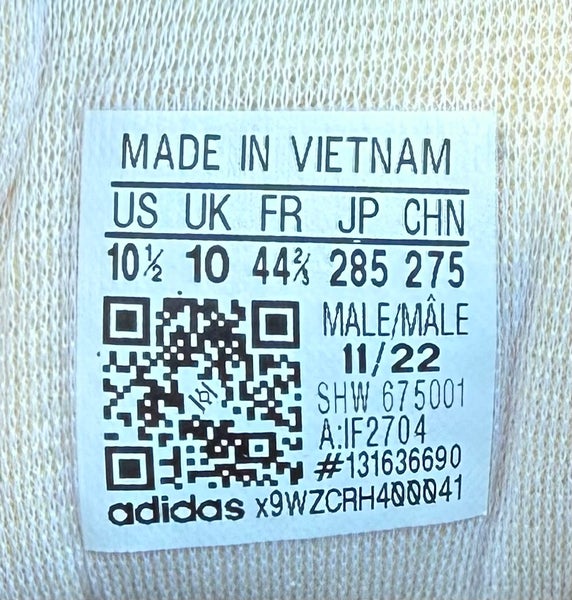 MADE IN VIETNAM
US UK FR JP CHN
10½ 10 44⅔ 285 275
MALE/MÂLE
11/22
SHW 675001
A:IF2704
#131636690
adidas x9WZCRH400041